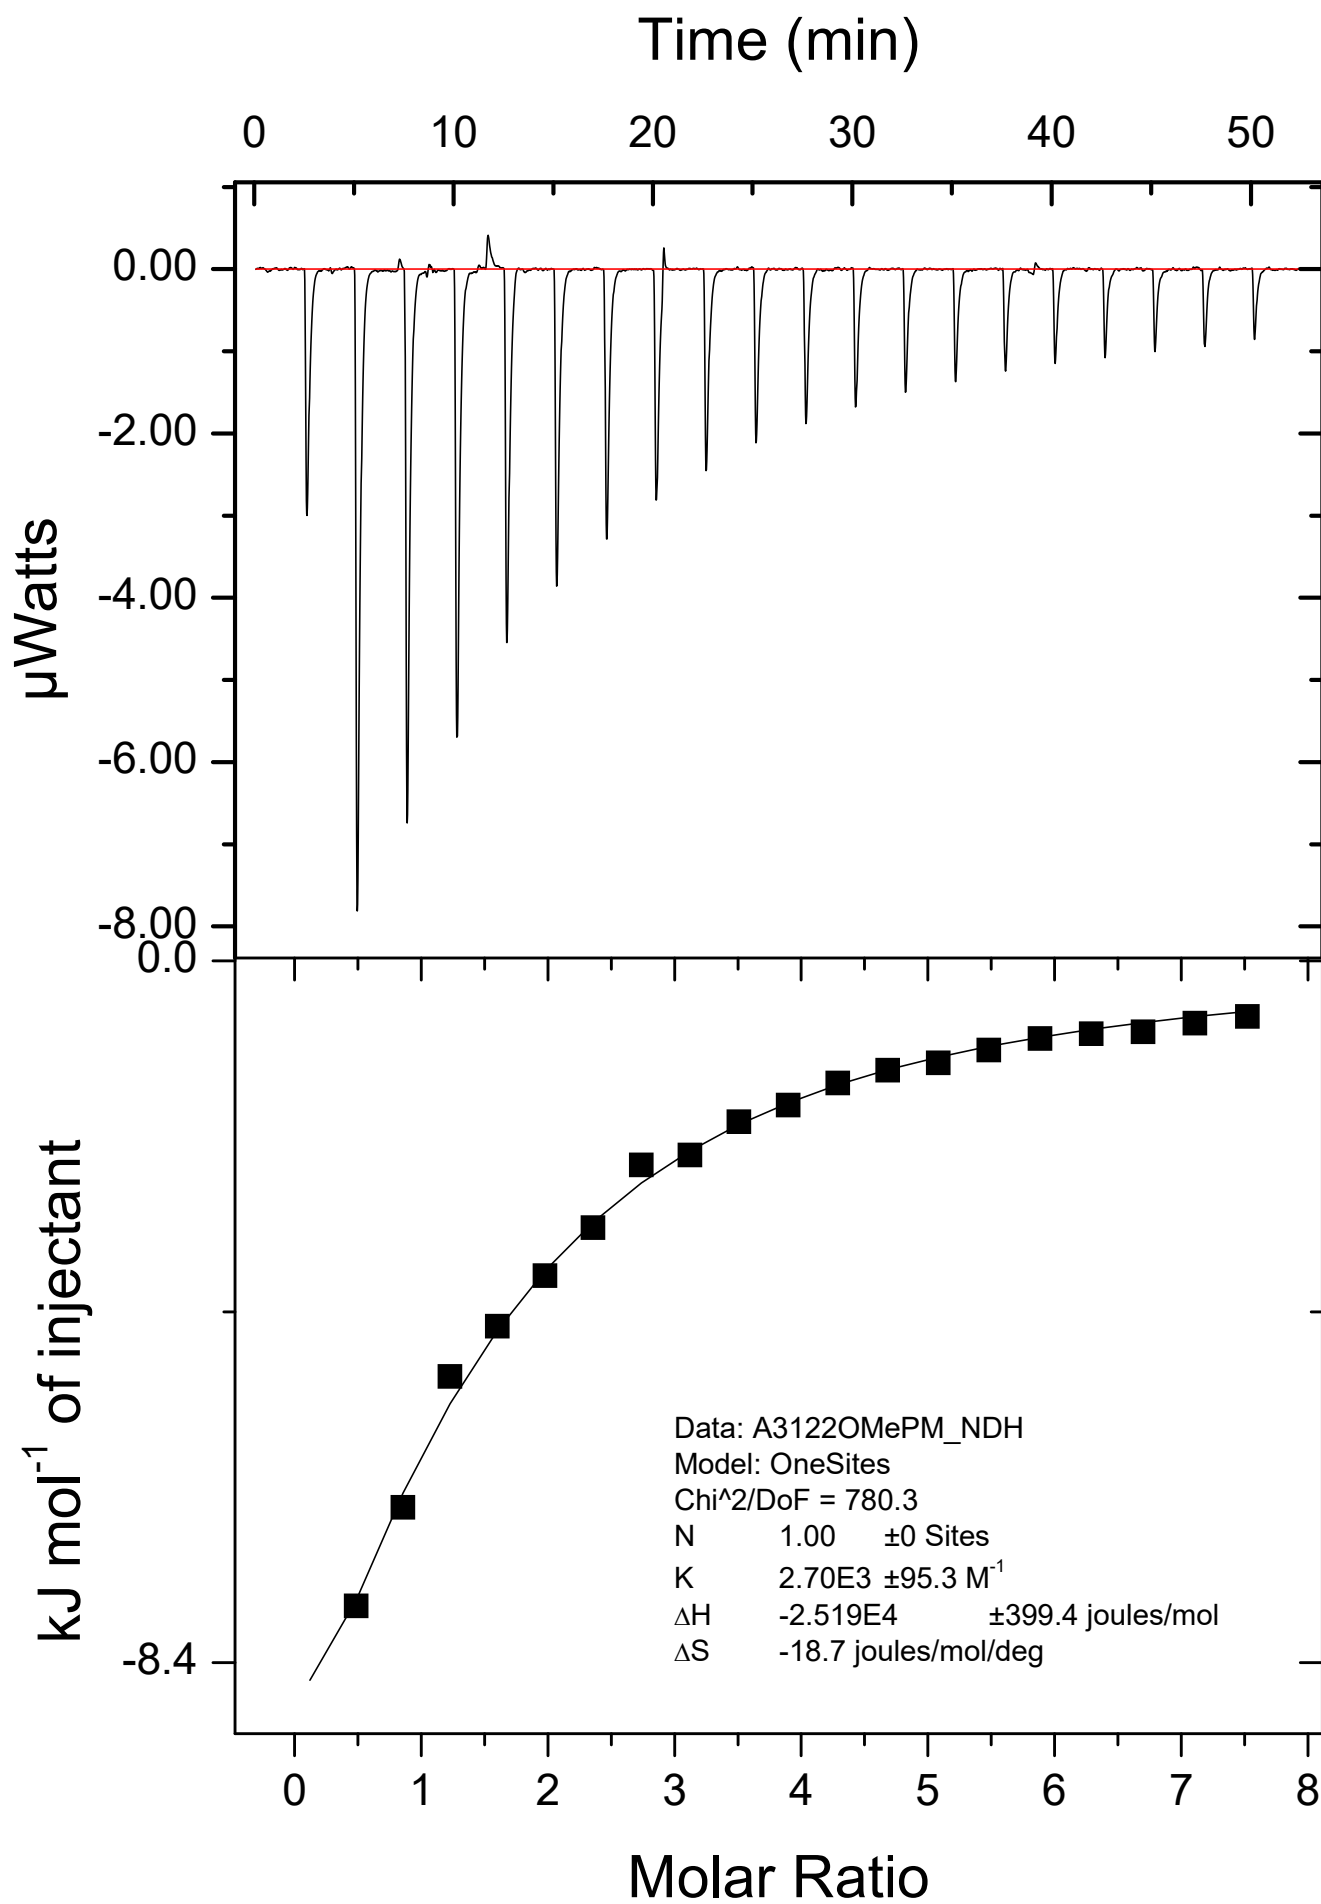 Time (min)
0 10 20 30 40 50
0.00
-2.00
-4.00
-6.00
-8.00
µWatts
0.0
-8.4
kJ mol⁻¹ of injectant
Data: A3122OMePM_NDH
Model: OneSites
Chi^2/DoF = 780.3
N 1.00 ±0 Sites
K 2.70E3 ±95.3 M⁻¹
ΔH -2.519E4 ±399.4 joules/mol
ΔS -18.7 joules/mol/deg
0 1 2 3 4 5 6 7 8
Molar Ratio